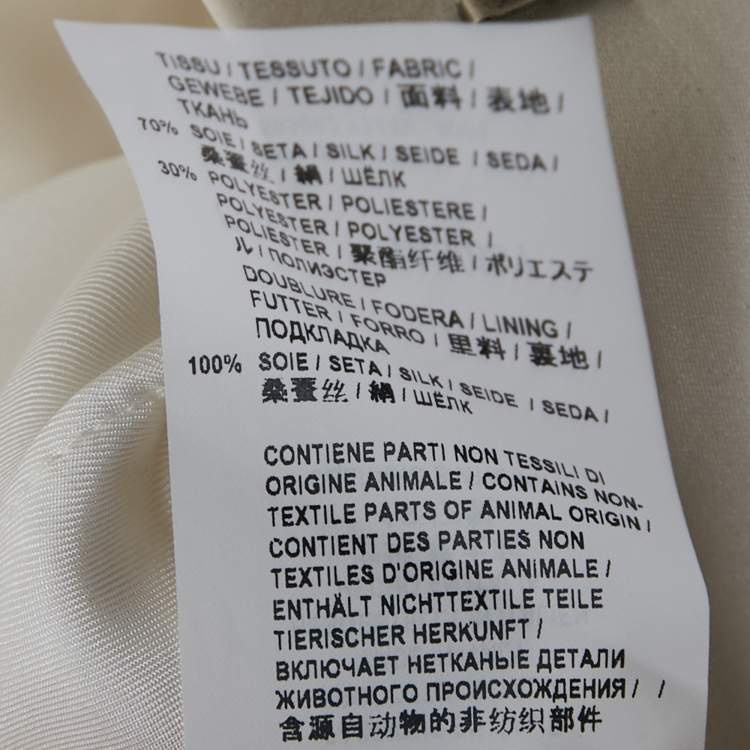 TISSU / TESSUTO / FABRIC /
GEWEBE / TEJIDO / 面料 / 表地 /
ТКАНЬ
70% SOIE / SETA / SILK / SEIDE / SEDA /
桑蚕丝 / 絹 / ШЁЛК
30% POLYESTER / POLIESTERE /
POLYESTER / POLYESTER /
POLIESTER / 聚酯纤维 / ポリエステ
ル / ПОЛИЭСТЕР
DOUBLURE / FODERA / LINING /
FUTTER / FORRO / 里料 / 裏地 /
ПОДКЛАДКА
100% SOIE / SETA / SILK / SEIDE / SEDA /
桑蚕丝 / 絹 / ШЁЛК
CONTIENE PARTI NON TESSILI DI
ORIGINE ANIMALE / CONTAINS NON-
TEXTILE PARTS OF ANIMAL ORIGIN /
CONTIENT DES PARTIES NON
TEXTILES D'ORIGINE ANIMALE /
ENTHÄLT NICHTTEXTILE TEILE
TIERISCHER HERKUNFT /
ВКЛЮЧАЕТ НЕТКАНЫЕ ДЕТАЛИ
ЖИВОТНОГО ПРОИСХОЖДЕНИЯ / /
含源自动物的非纺织部件